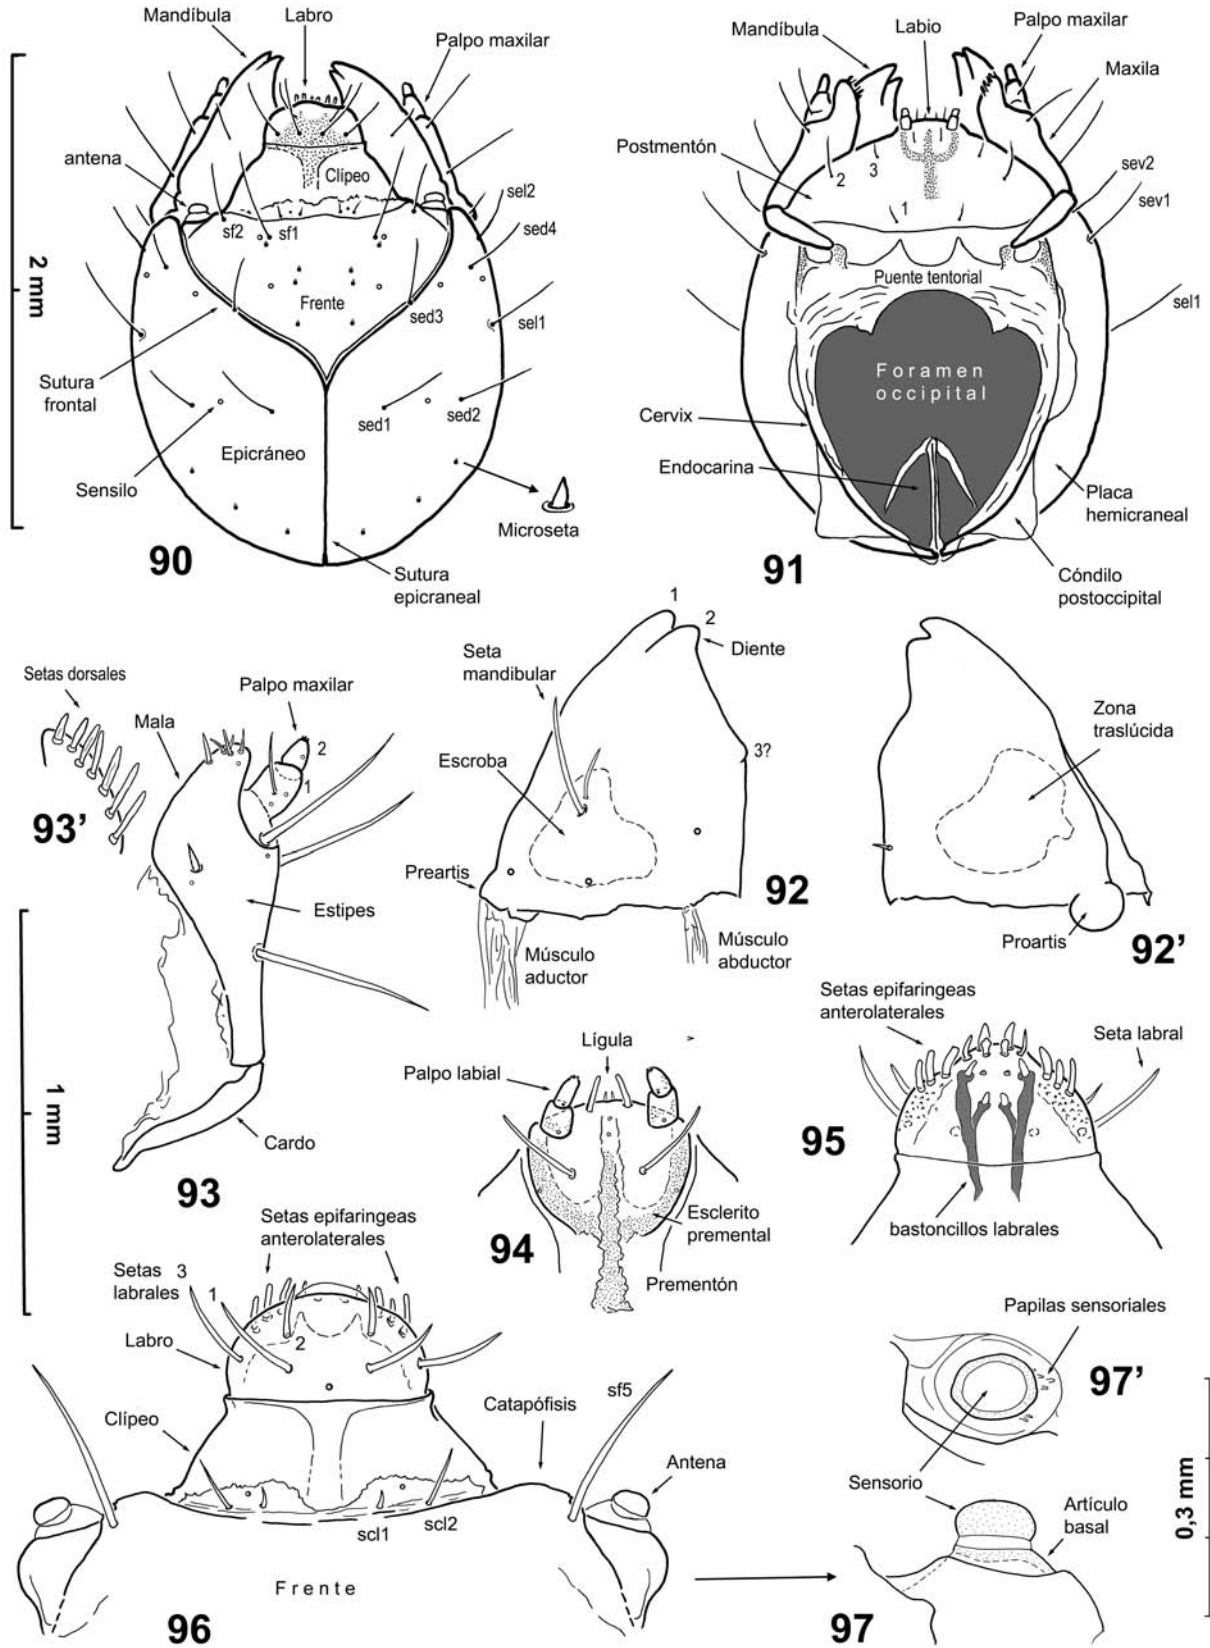 Mandíbula
Labro
Palpo maxilar
antena
Clípeo
sel2
sed4
sf2
sf1
Frente
sed3
sel1
Sutura
frontal
sed1
sed2
Epicráneo
Sensilo
Microseta
90
Sutura
epicraneal
2 mm
Mandíbula
Labio
Palpo maxilar
Maxila
Postmentón
2
3
1
sev2
sev1
Puente tentorial
sel1
Foramen
occipital
Cervix
Endocarina
Placa
hemicraneal
91
Cóndilo
postoccipital
Setas dorsales
Mala
Palpo maxilar
2
1
93’
Estipes
Cardo
93
1 mm
1
2
Diente
Seta
mandibular
3?
Escroba
Preartis
92
Músculo
aductor
Músculo
abductor
Zona
traslúcida
Proartis
92’
Lígula
>
Palpo labial
Esclerito
premental
94
Prementón
Setas epifaringeas
anterolaterales
Seta labral
95
bastoncillos labrales
Setas epifaringeas
anterolaterales
Setas
labrales
3
1
2
Labro
Clípeo
Catapófisis
sf5
Antena
scl1
scl2
Frente
96
Papilas sensoriales
97’
Sensorio
Artículo
basal
97
0,3 mm